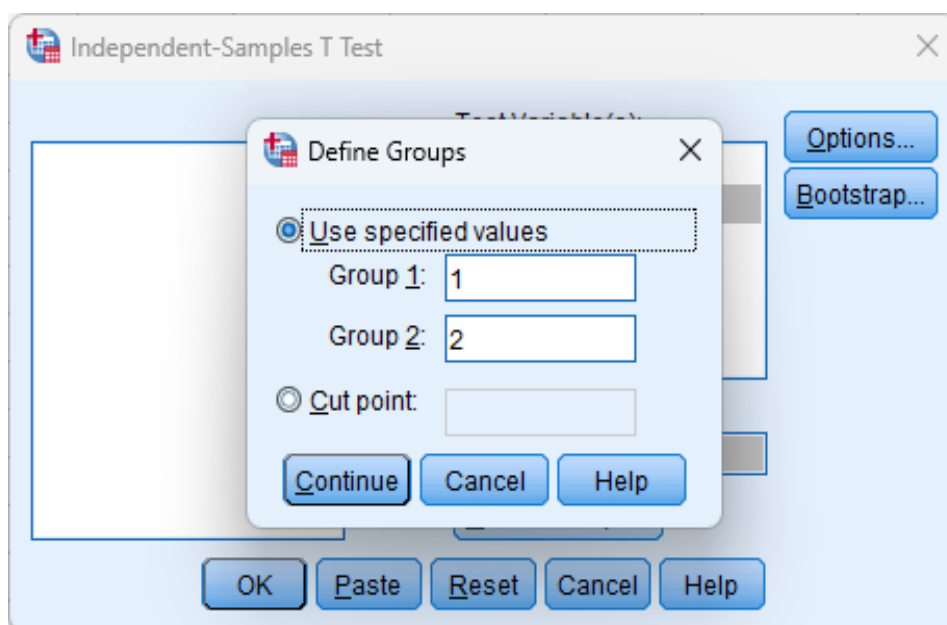 Independent-Samples T Test
Define Groups
Options...
Bootstrap...
Use specified values
Group 1: 1
Group 2: 2
Cut point:
Continue Cancel Help
OK Paste Reset Cancel Help